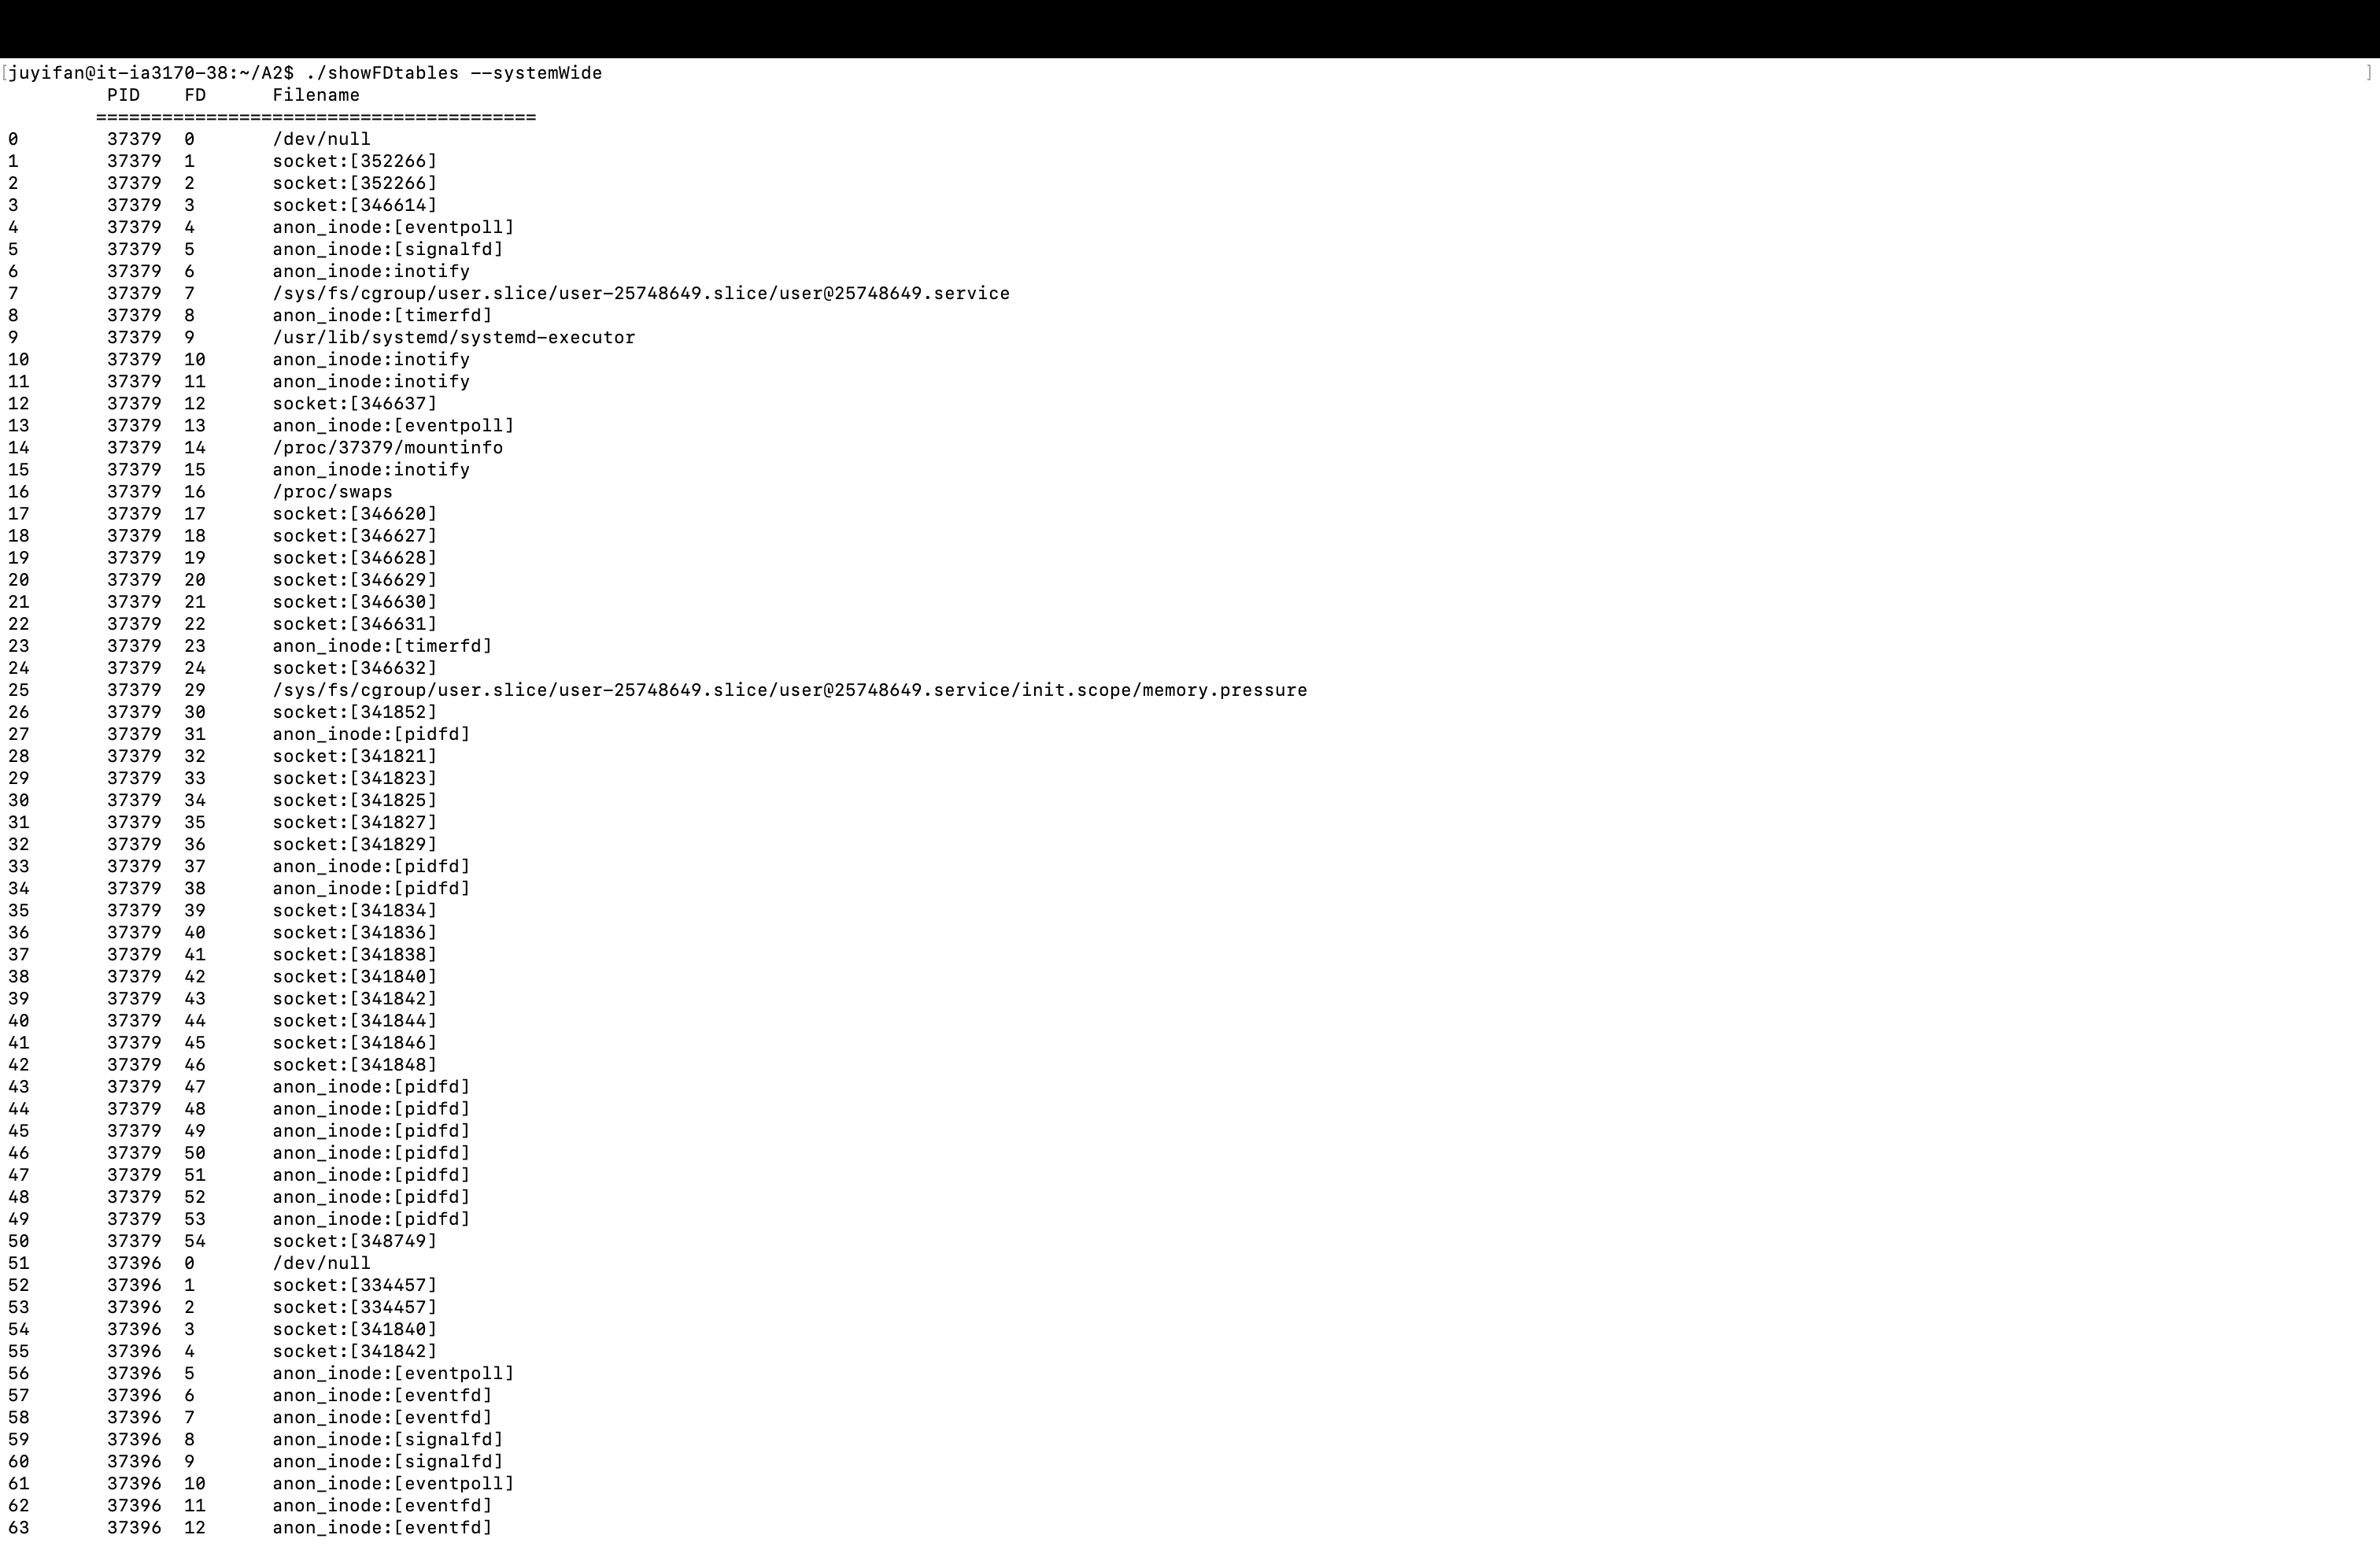 [juyifan@it-ia3170-38:~/A2$ ./showFDtables --systemWide ]
PID FD Filename
========================================
0 37379 0 /dev/null
1 37379 1 socket:[352266]
2 37379 2 socket:[352266]
3 37379 3 socket:[346614]
4 37379 4 anon_inode:[eventpoll]
5 37379 5 anon_inode:[signalfd]
6 37379 6 anon_inode:inotify
7 37379 7 /sys/fs/cgroup/user.slice/user-25748649.slice/user@25748649.service
8 37379 8 anon_inode:[timerfd]
9 37379 9 /usr/lib/systemd/systemd-executor
10 37379 10 anon_inode:inotify
11 37379 11 anon_inode:inotify
12 37379 12 socket:[346637]
13 37379 13 anon_inode:[eventpoll]
14 37379 14 /proc/37379/mountinfo
15 37379 15 anon_inode:inotify
16 37379 16 /proc/swaps
17 37379 17 socket:[346620]
18 37379 18 socket:[346627]
19 37379 19 socket:[346628]
20 37379 20 socket:[346629]
21 37379 21 socket:[346630]
22 37379 22 socket:[346631]
23 37379 23 anon_inode:[timerfd]
24 37379 24 socket:[346632]
25 37379 29 /sys/fs/cgroup/user.slice/user-25748649.slice/user@25748649.service/init.scope/memory.pressure
26 37379 30 socket:[341852]
27 37379 31 anon_inode:[pidfd]
28 37379 32 socket:[341821]
29 37379 33 socket:[341823]
30 37379 34 socket:[341825]
31 37379 35 socket:[341827]
32 37379 36 socket:[341829]
33 37379 37 anon_inode:[pidfd]
34 37379 38 anon_inode:[pidfd]
35 37379 39 socket:[341834]
36 37379 40 socket:[341836]
37 37379 41 socket:[341838]
38 37379 42 socket:[341840]
39 37379 43 socket:[341842]
40 37379 44 socket:[341844]
41 37379 45 socket:[341846]
42 37379 46 socket:[341848]
43 37379 47 anon_inode:[pidfd]
44 37379 48 anon_inode:[pidfd]
45 37379 49 anon_inode:[pidfd]
46 37379 50 anon_inode:[pidfd]
47 37379 51 anon_inode:[pidfd]
48 37379 52 anon_inode:[pidfd]
49 37379 53 anon_inode:[pidfd]
50 37379 54 socket:[348749]
51 37396 0 /dev/null
52 37396 1 socket:[334457]
53 37396 2 socket:[334457]
54 37396 3 socket:[341840]
55 37396 4 socket:[341842]
56 37396 5 anon_inode:[eventpoll]
57 37396 6 anon_inode:[eventfd]
58 37396 7 anon_inode:[eventfd]
59 37396 8 anon_inode:[signalfd]
60 37396 9 anon_inode:[signalfd]
61 37396 10 anon_inode:[eventpoll]
62 37396 11 anon_inode:[eventfd]
63 37396 12 anon_inode:[eventfd]